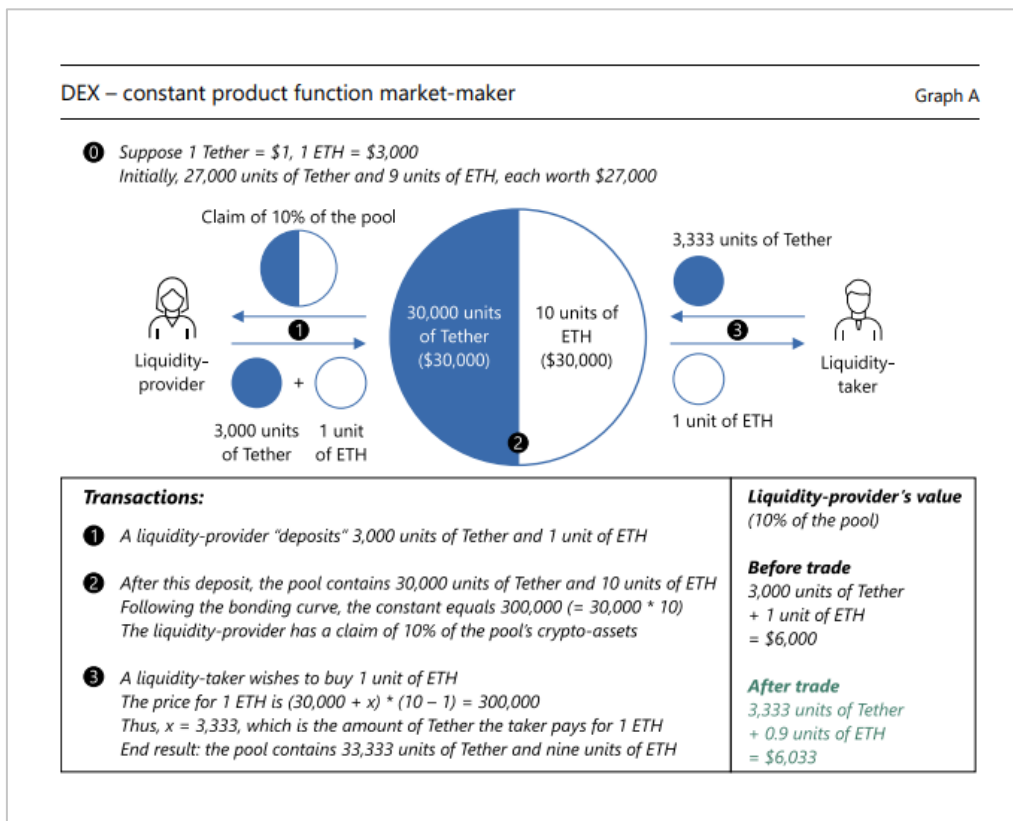 DEX – constant product function market-maker
Graph A
0 Suppose 1 Tether = $1, 1 ETH = $3,000
Initially, 27,000 units of Tether and 9 units of ETH, each worth $27,000
Claim of 10% of the pool
1
Liquidity-
provider
+
3,000 units
of Tether
1 unit
of ETH
30,000 units
of Tether
($30,000)
10 units of
ETH
($30,000)
2
3,333 units of Tether
3
Liquidity-
taker
1 unit of ETH
Transactions:
1 A liquidity-provider “deposits” 3,000 units of Tether and 1 unit of ETH
2 After this deposit, the pool contains 30,000 units of Tether and 10 units of ETH
Following the bonding curve, the constant equals 300,000 (= 30,000 * 10)
The liquidity-provider has a claim of 10% of the pool’s crypto-assets
3 A liquidity-taker wishes to buy 1 unit of ETH
The price for 1 ETH is (30,000 + x) * (10 – 1) = 300,000
Thus, x = 3,333, which is the amount of Tether the taker pays for 1 ETH
End result: the pool contains 33,333 units of Tether and nine units of ETH
Liquidity-provider’s value
(10% of the pool)
Before trade
3,000 units of Tether
+ 1 unit of ETH
= $6,000
After trade
3,333 units of Tether
+ 0.9 units of ETH
= $6,033